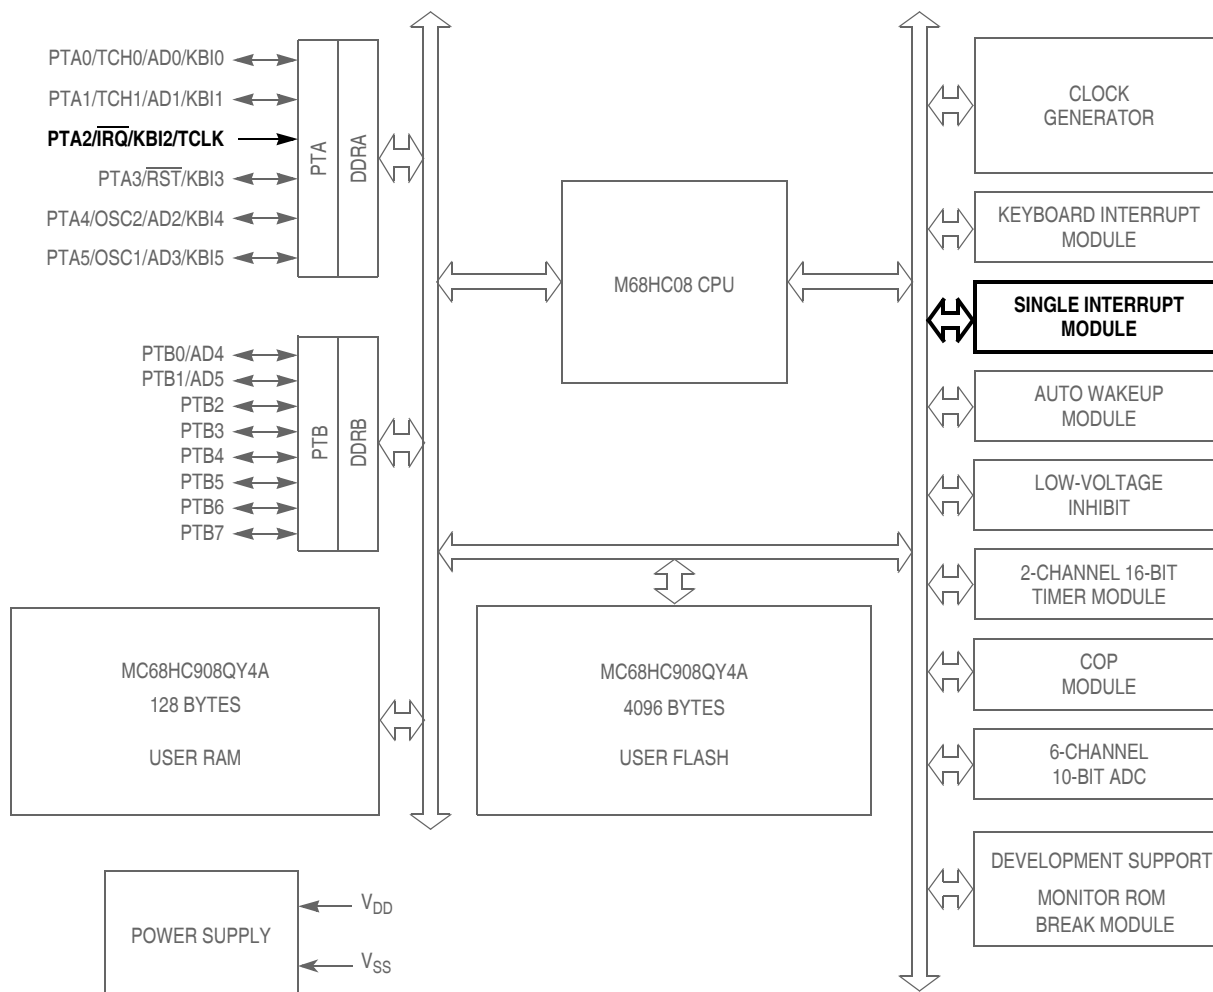 PTA0/TCH0/AD0/KBI0
PTA1/TCH1/AD1/KBI1
PTA2/IRQ/KBI2/TCLK
PTA3/RST/KBI3
PTA4/OSC2/AD2/KBI4
PTA5/OSC1/AD3/KBI5
PTA
DDRA
PTB0/AD4
PTB1/AD5
PTB2
PTB3
PTB4
PTB5
PTB6
PTB7
PTB
DDRB
M68HC08 CPU
MC68HC908QY4A
128 BYTES
USER RAM
MC68HC908QY4A
4096 BYTES
USER FLASH
POWER SUPPLY
VDD
VSS
CLOCK
GENERATOR
KEYBOARD INTERRUPT
MODULE
SINGLE INTERRUPT
MODULE
AUTO WAKEUP
MODULE
LOW-VOLTAGE
INHIBIT
2-CHANNEL 16-BIT
TIMER MODULE
COP
MODULE
6-CHANNEL
10-BIT ADC
DEVELOPMENT SUPPORT
MONITOR ROM
BREAK MODULE